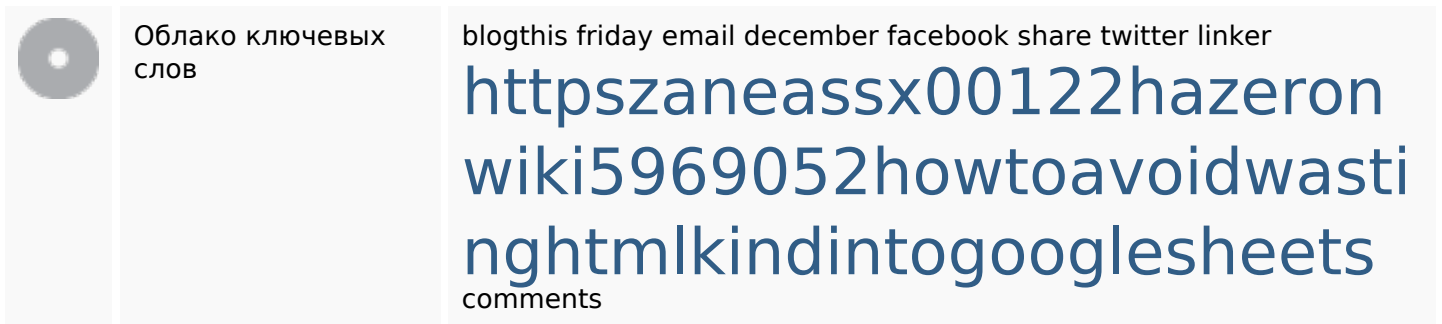 Облако ключевых
слов
blogthis friday email december facebook share twitter linker
httpszaneassx00122hazeron
wiki5969052howtoavoidwasti
nghtmlkindintogooglesheets
comments